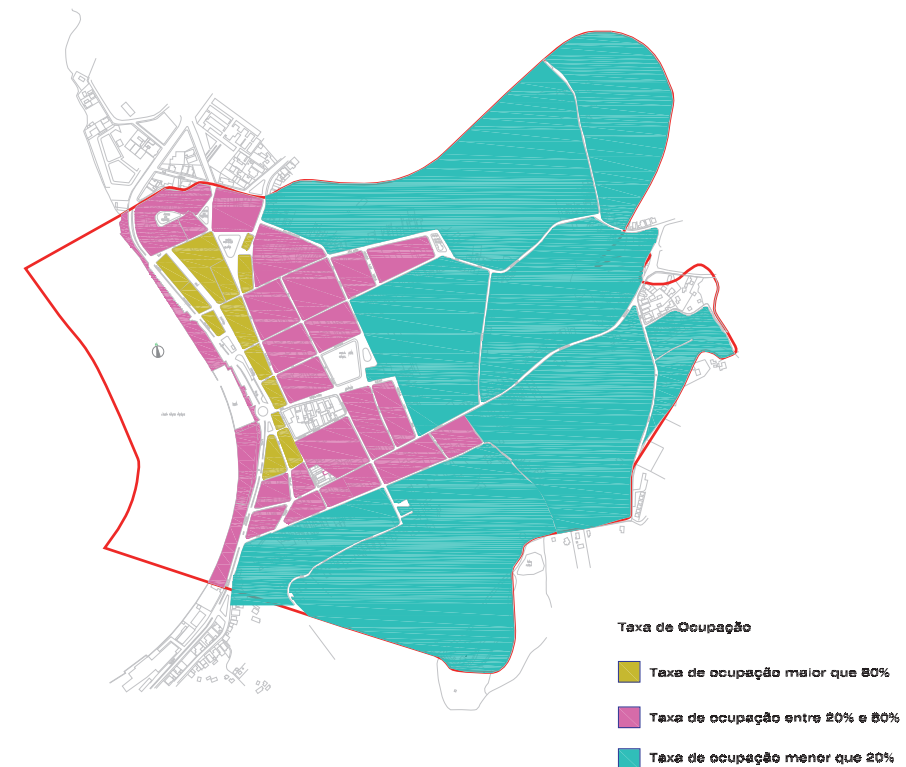 Taxa de Ocupação
Taxa de ocupação maior que 80%
Taxa de ocupação entre 20% e 80%
Taxa de ocupação menor que 20%